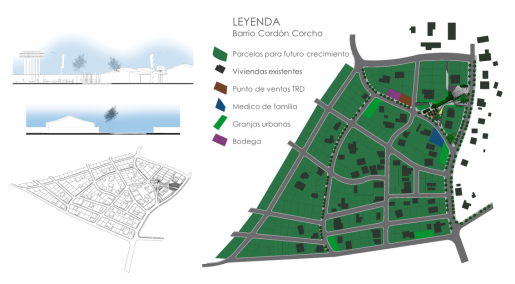 LEYENDA
Barrio Cordón Corcho
Parcelas para futuro crecimiento
Viviendas existentes
Punto de ventas TRD
Medico de familia
Granjas urbanas
Bodega